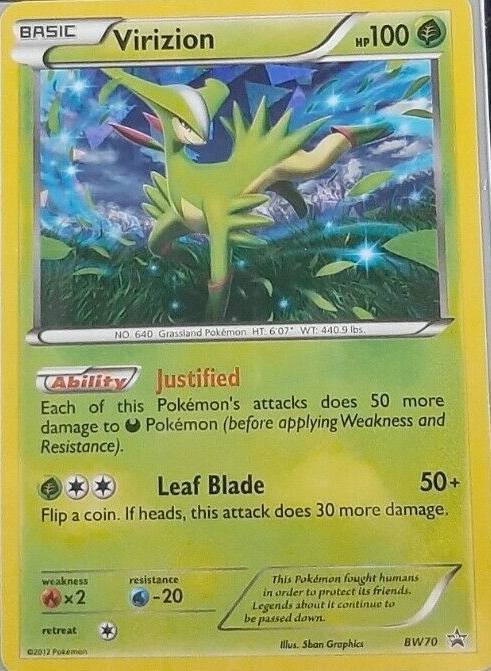 BASIC Virizion HP100
NO. 640 Grassland Pokémon HT: 6'07" WT: 440.9 lbs.
Ability Justified
Each of this Pokémon's attacks does 50 more
damage to Pokémon (before applying Weakness and
Resistance).
Leaf Blade 50+
Flip a coin. If heads, this attack does 30 more damage.
weakness resistance
×2 -20
retreat
This Pokémon fought humans
in order to protect its friends.
Legends about it continue to
be passed down.
©2012 Pokémon Illus. 5ban Graphics BW70